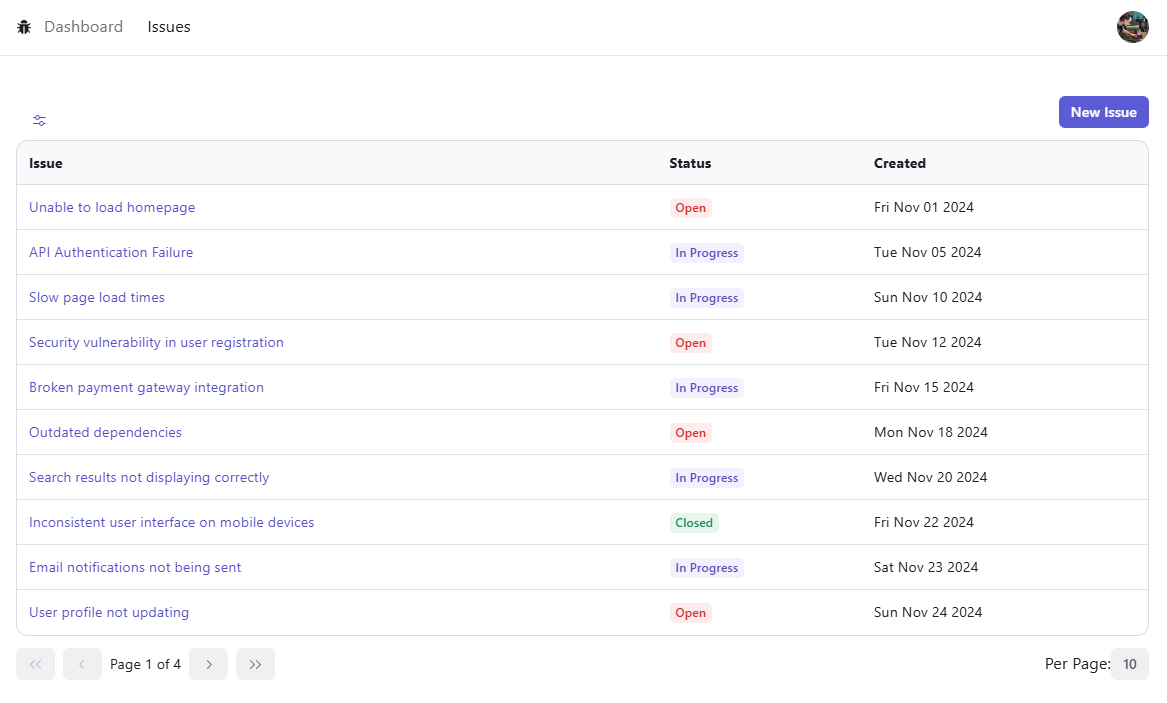 Dashboard Issues
New Issue
Issue Status Created
Unable to load homepage Open Fri Nov 01 2024
API Authentication Failure In Progress Tue Nov 05 2024
Slow page load times In Progress Sun Nov 10 2024
Security vulnerability in user registration Open Tue Nov 12 2024
Broken payment gateway integration In Progress Fri Nov 15 2024
Outdated dependencies Open Mon Nov 18 2024
Search results not displaying correctly In Progress Wed Nov 20 2024
Inconsistent user interface on mobile devices Closed Fri Nov 22 2024
Email notifications not being sent In Progress Sat Nov 23 2024
User profile not updating Open Sun Nov 24 2024
Page 1 of 4 Per Page: 10